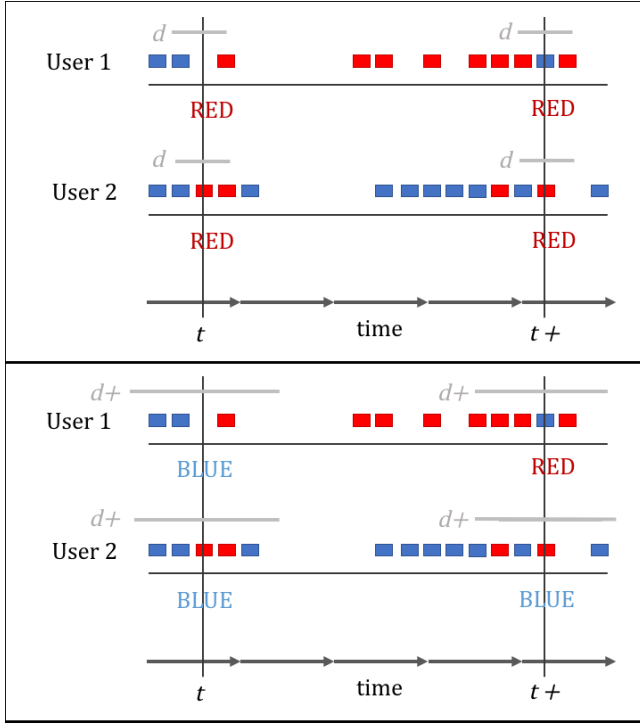 d d
User 1
RED RED
d d
User 2
RED RED
t time t +
d+ d+
User 1
BLUE RED
d+ d+
User 2
BLUE BLUE
t time t +